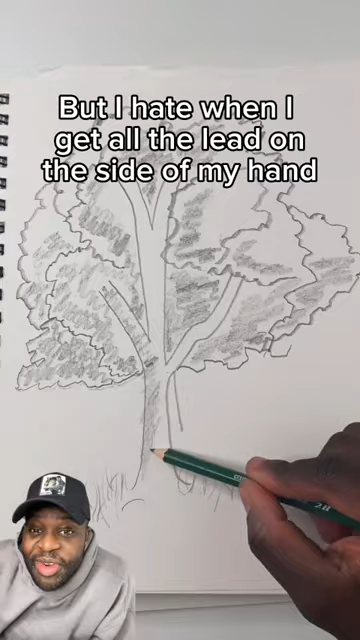 But I hate when I
get all the lead on
the side of my hand